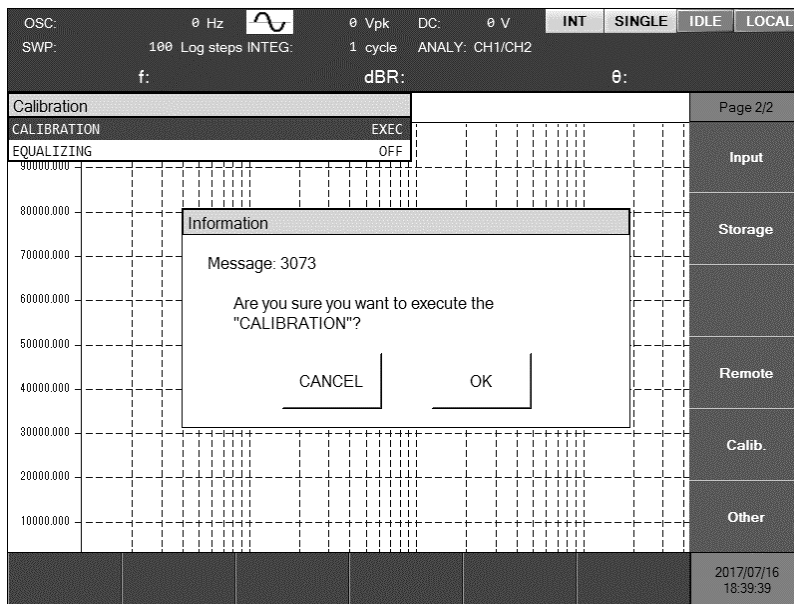 OSC: 0 Hz 0 Vpk DC: 0 V INT SINGLE IDLE LOCAL
SWP: 100 Log steps INTEG: 1 cycle ANALY: CH1/CH2
f: dBR: θ:
Calibration
Page 2/2
CALIBRATION EXEC
EQUALIZING OFF
90000.000
Input
80000.000
Information
Storage
70000.000
Message: 3073
60000.000
Are you sure you want to execute the
"CALIBRATION"?
50000.000
CANCEL OK
Remote
40000.000
30000.000
Calib.
20000.000
10000.000
Other
2017/07/16
18:39:39